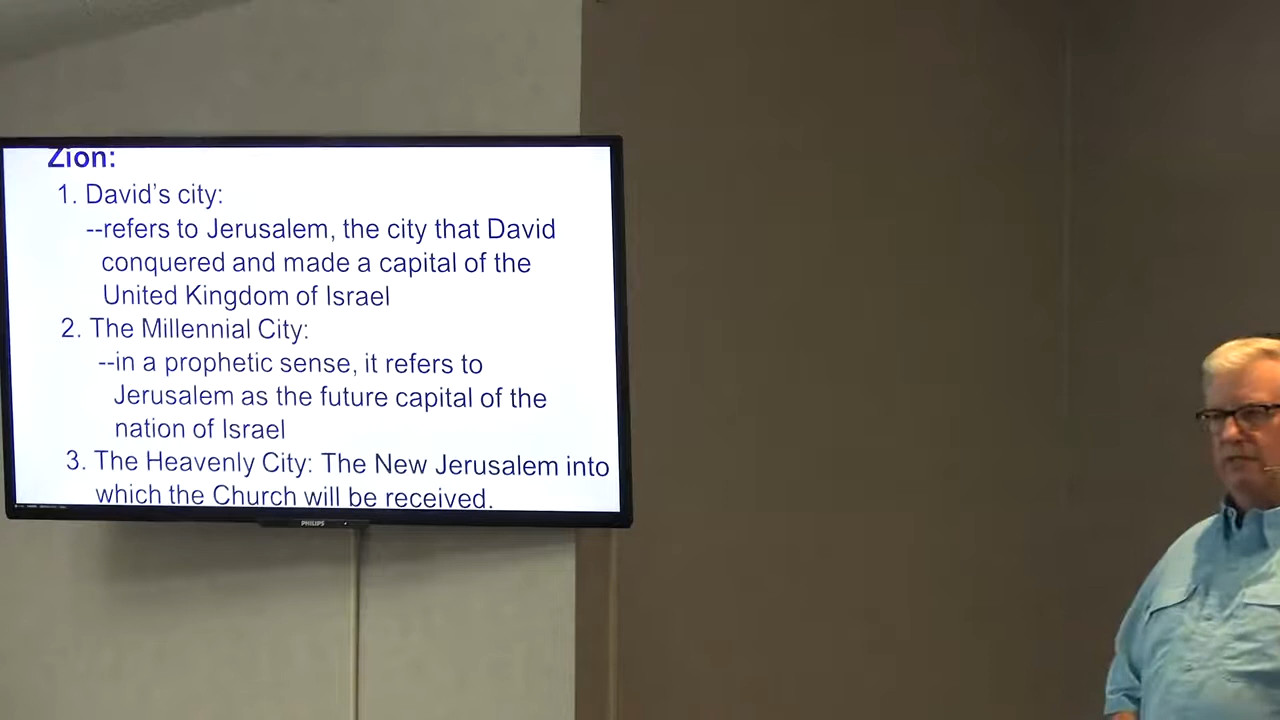 Zion:
1. David's city:
--refers to Jerusalem, the city that David
conquered and made a capital of the
United Kingdom of Israel
2. The Millennial City:
--in a prophetic sense, it refers to
Jerusalem as the future capital of the
nation of Israel
3. The Heavenly City: The New Jerusalem into
which the Church will be received.
PHILIPS